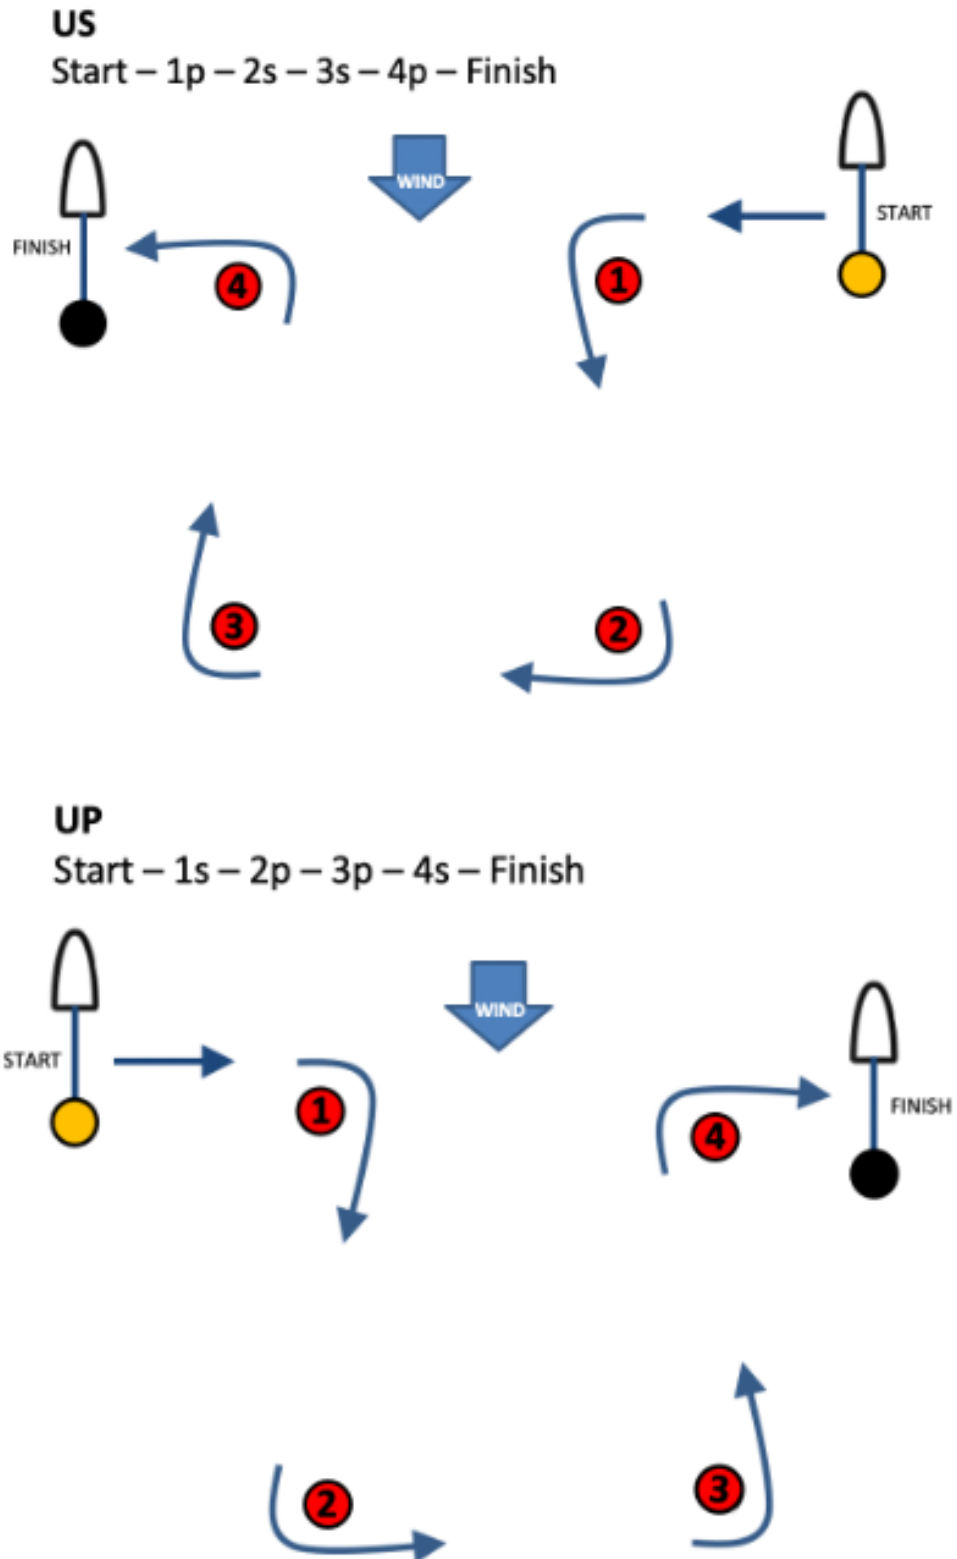 US
Start – 1p – 2s – 3s – 4p – Finish
WIND
START
FINISH
4
1
3
2
UP
Start – 1s – 2p – 3p – 4s – Finish
WIND
START
FINISH
1
4
2
3